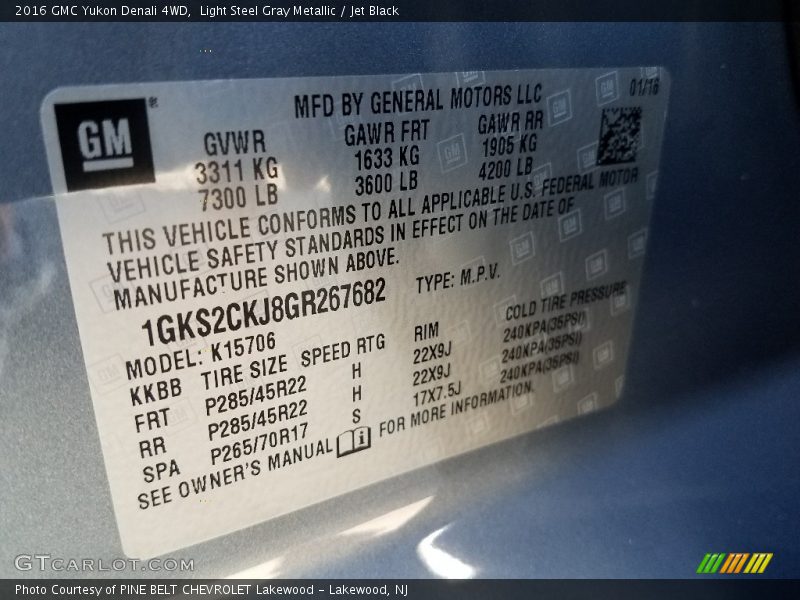 2016 GMC Yukon Denali 4WD, Light Steel Gray Metallic / Jet Black
GM®
MFD BY GENERAL MOTORS LLC 01/16
GVWR GAWR FRT GAWR RR
3311 KG 1633 KG 1905 KG
7300 LB 3600 LB 4200 LB
THIS VEHICLE CONFORMS TO ALL APPLICABLE U.S. FEDERAL MOTOR
VEHICLE SAFETY STANDARDS IN EFFECT ON THE DATE OF
MANUFACTURE SHOWN ABOVE.
1GKS2CKJ8GR267682 TYPE: M.P.V.
MODEL: K15706
KKBB TIRE SIZE SPEED RTG RIM COLD TIRE PRESSURE
FRT P285/45R22 H 22X9J 240KPA(35PSI)
RR P285/45R22 H 22X9J 240KPA(35PSI)
SPA P265/70R17 S 17X7.5J 240KPA(35PSI)
SEE OWNER'S MANUAL FOR MORE INFORMATION.
GTCARLOT.COM
Photo Courtesy of PINE BELT CHEVROLET Lakewood - Lakewood, NJ